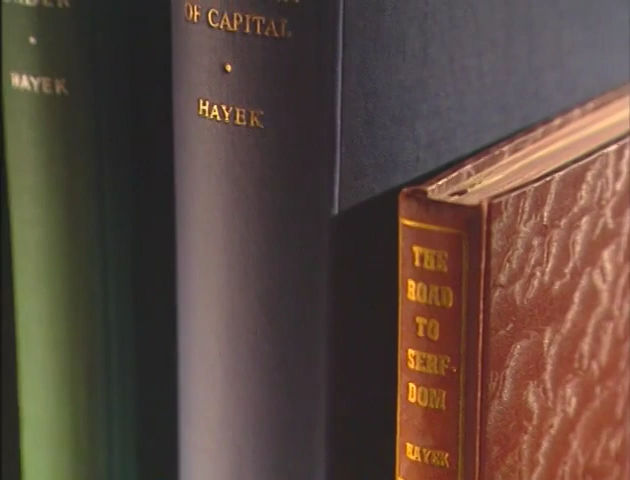 HAYEK
OF CAPITAL
HAYEK
THE
ROAD
TO
SERF-
DOM
HAYEK